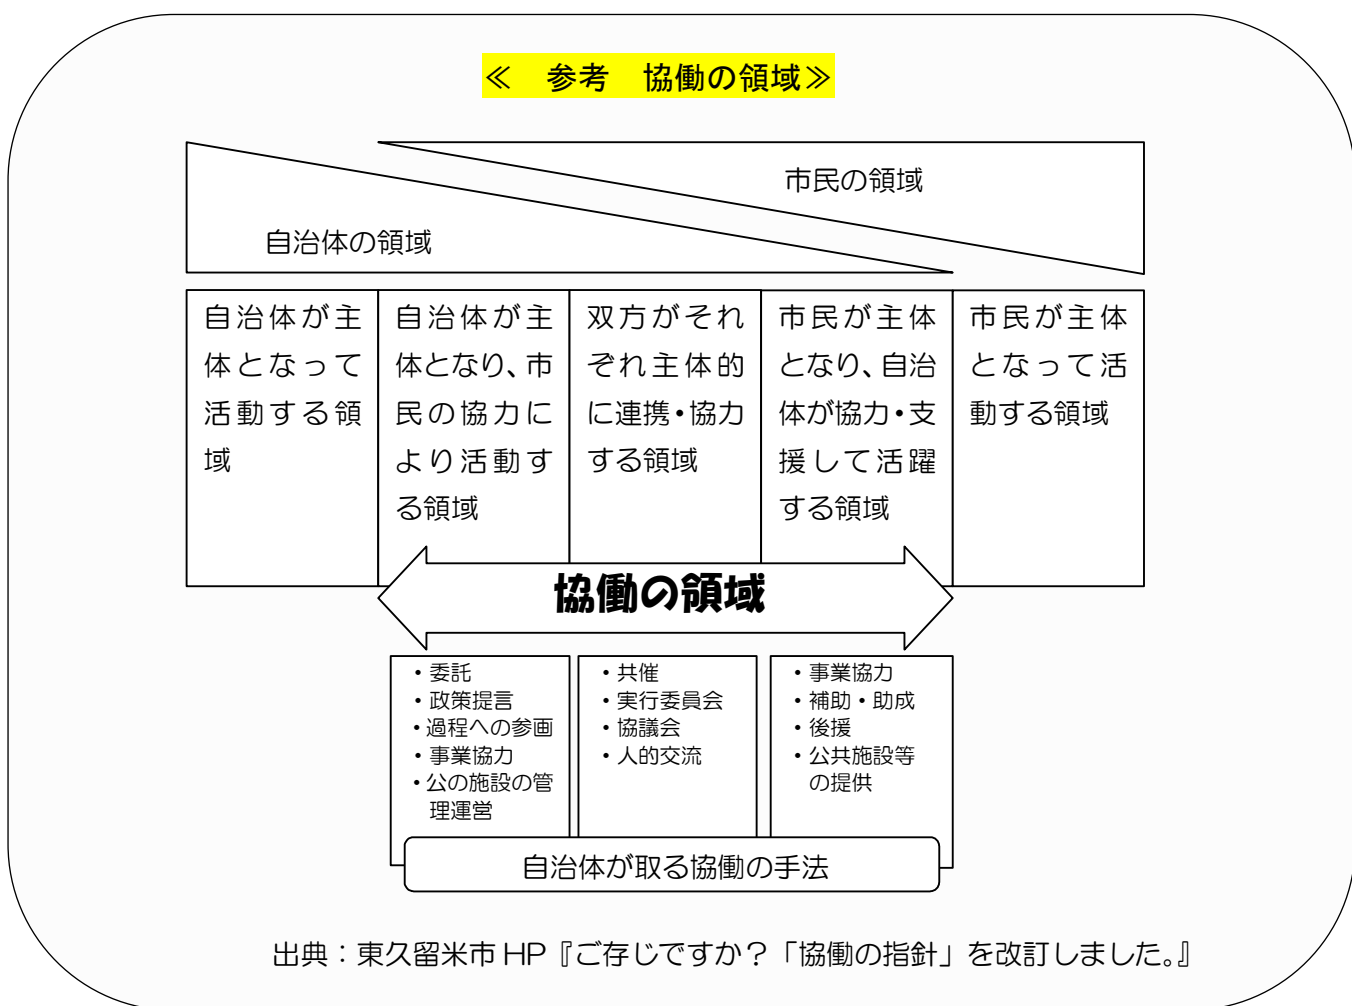 ≪　参考　協働の領域≫
市民の領域
自治体の領域
自治体が主
体となって
活動する領
域
自治体が主
体となり、市
民の協力に
より活動す
る領域
双方がそれ
ぞれ主体的
に連携・協力
する領域
市民が主体
となり、自治
体が協力・支
援して活躍
する領域
市民が主体
となって活
動する領域
協働の領域
・委託
・政策提言
・過程への参画
・事業協力
・公の施設の管
理運営
・共催
・実行委員会
・協議会
・人的交流
・事業協力
・補助・助成
・後援
・公共施設等
の提供
自治体が取る協働の手法
出典：東久留米市 HP『ご存じですか？「協働の指針」を改訂しました。』